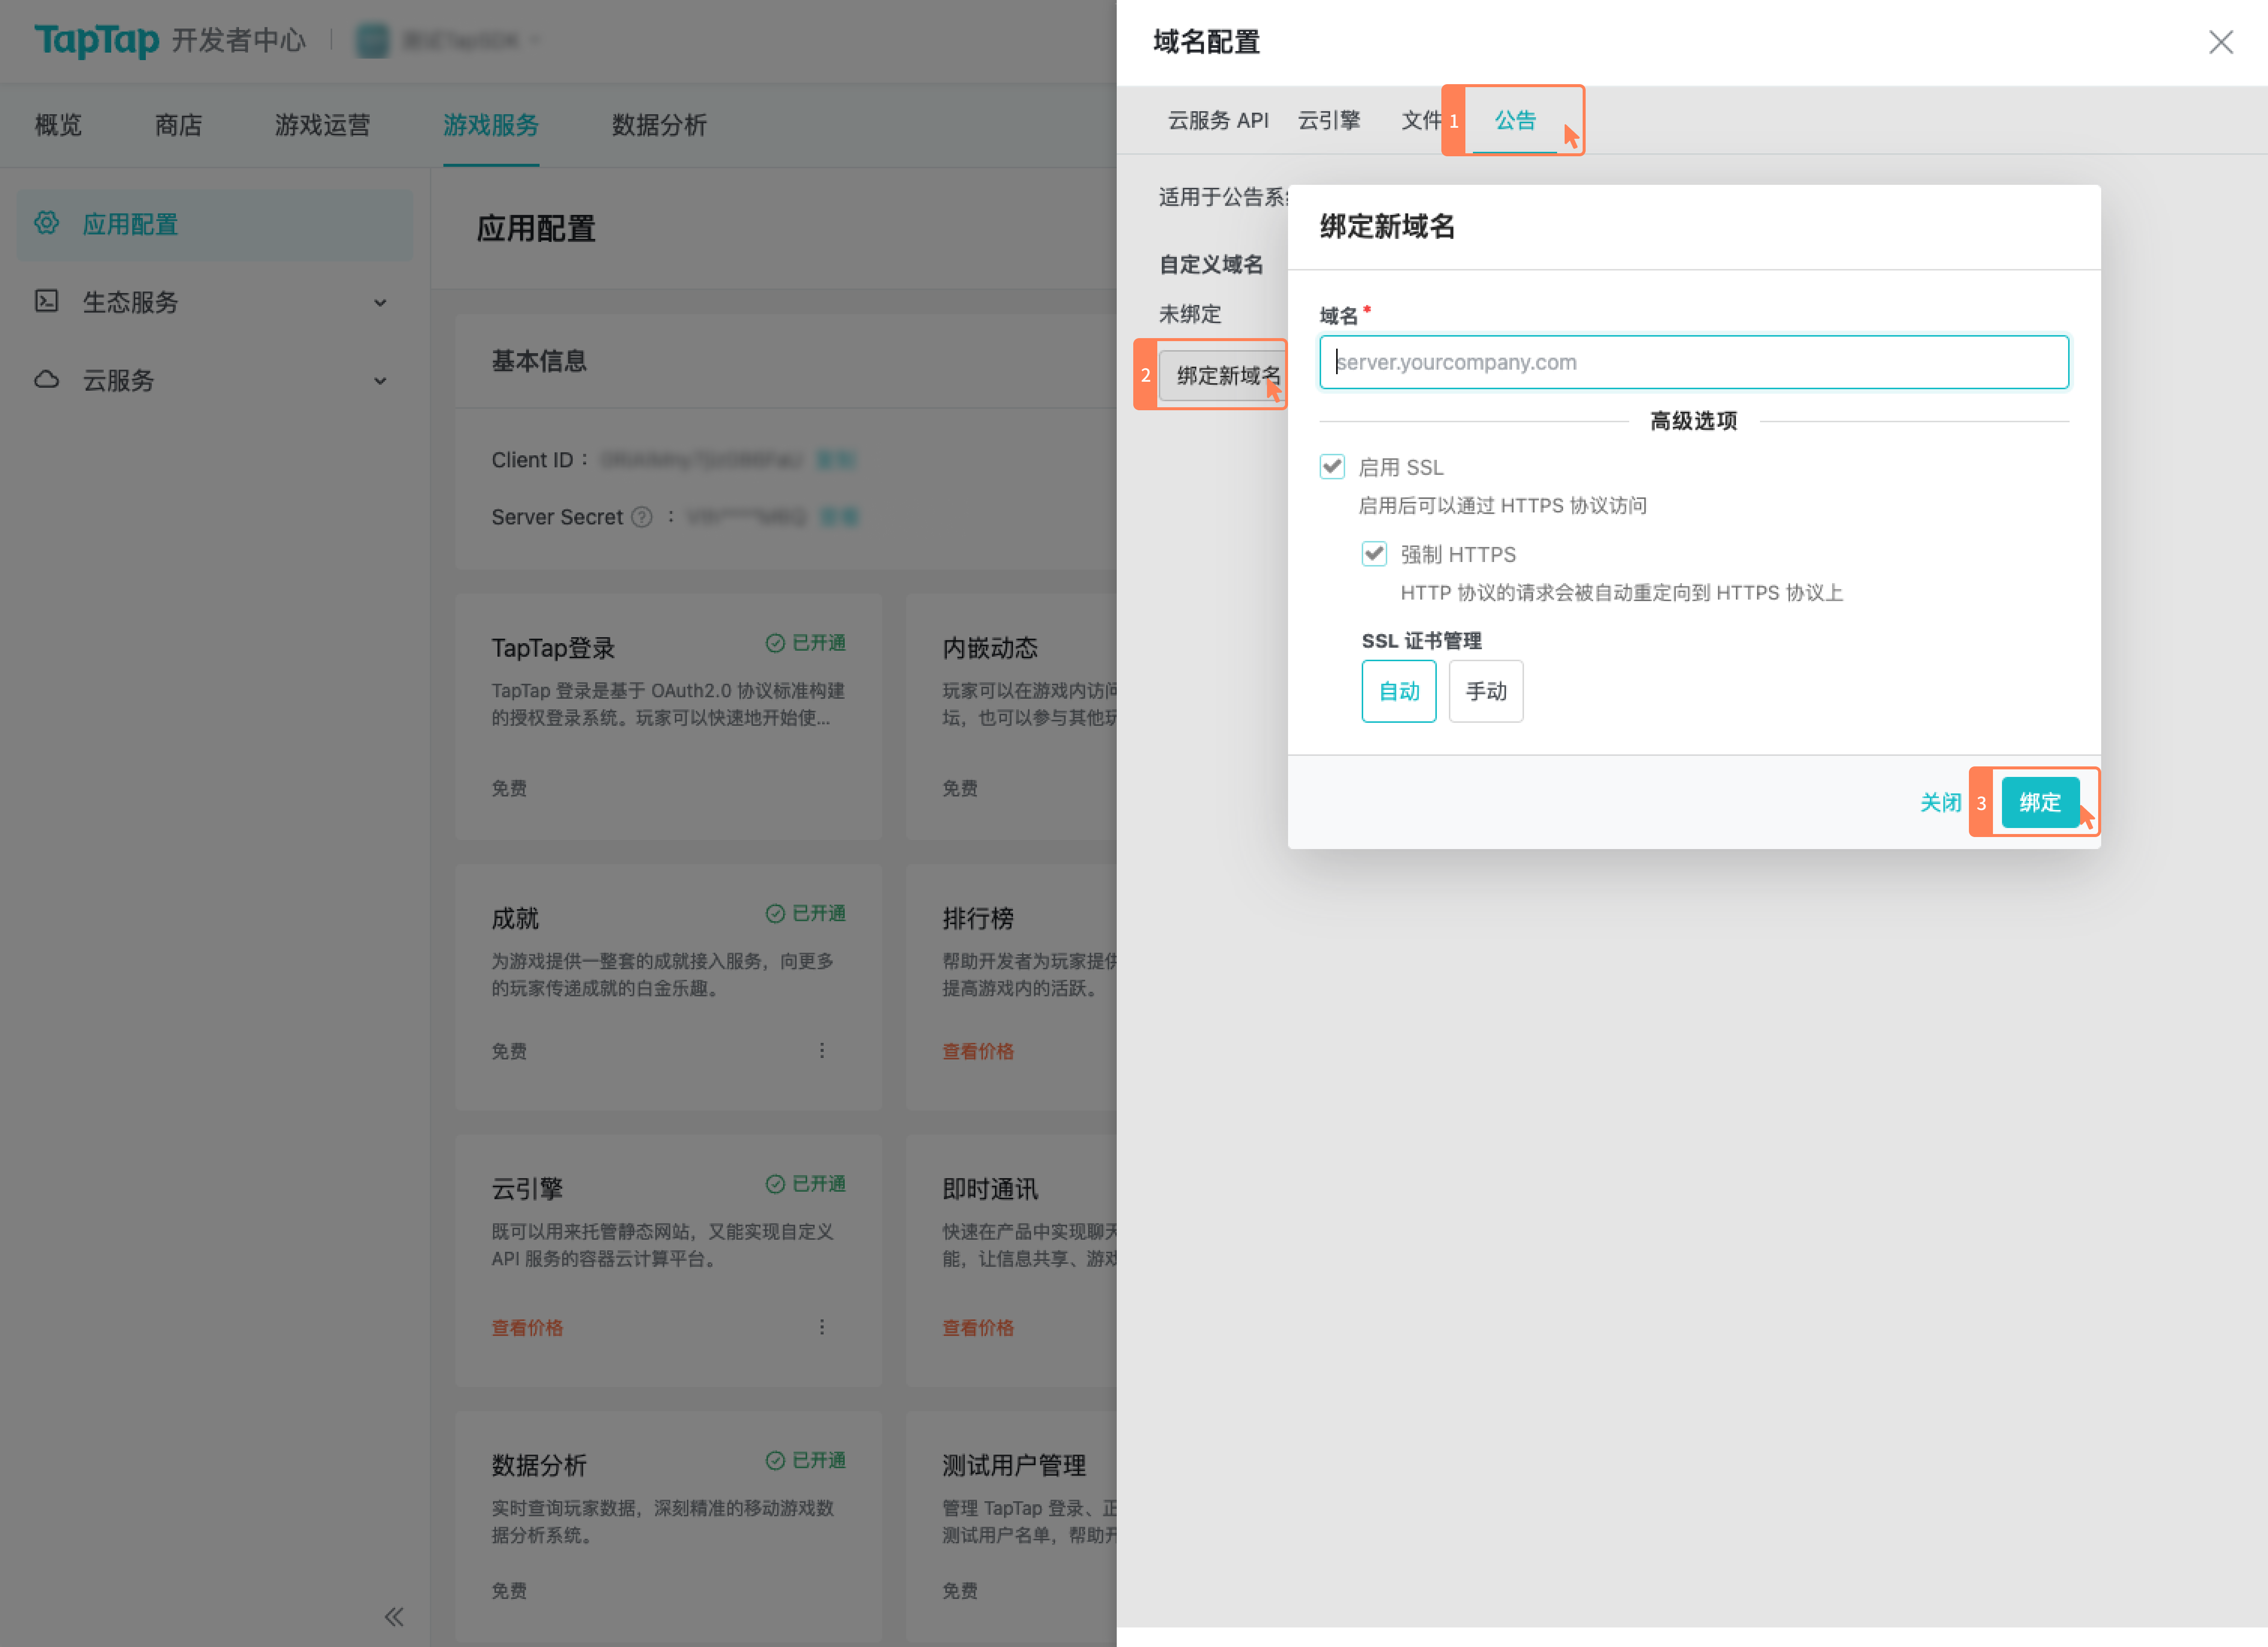 TapTap 开发者中心
概览 商店 游戏运营 游戏服务 数据分析
应用配置
生态服务
云服务
应用配置
基本信息
Client ID：
Server Secret ? ：
TapTap登录 已开通
TapTap 登录是基于 OAuth2.0 协议标准构建
的授权登录系统。玩家可以快速地开始使...
免费
内嵌动态
玩家可以在游戏内访问
坛，也可以参与其他玩
免费
成就 已开通
为游戏提供一整套的成就接入服务，向更多
的玩家传递成就的白金乐趣。
免费
排行榜
帮助开发者为玩家提供
提高游戏内的活跃。
查看价格
云引擎 已开通
既可以用来托管静态网站，又能实现自定义
API 服务的容器云计算平台。
查看价格
即时通讯
快速在产品中实现聊天
能，让信息共享、游戏
查看价格
数据分析 已开通
实时查询玩家数据，深刻精准的移动游戏数
据分析系统。
免费
测试用户管理
管理 TapTap 登录、正
测试用户名单，帮助开
免费
域名配置
云服务 API 云引擎 文件 1 公告
适用于公告系
自定义域名
未绑定
2 绑定新域名
绑定新域名
域名 *
server.yourcompany.com
高级选项
启用 SSL
启用后可以通过 HTTPS 协议访问
强制 HTTPS
HTTP 协议的请求会被自动重定向到 HTTPS 协议上
SSL 证书管理
自动 手动
关闭 3 绑定